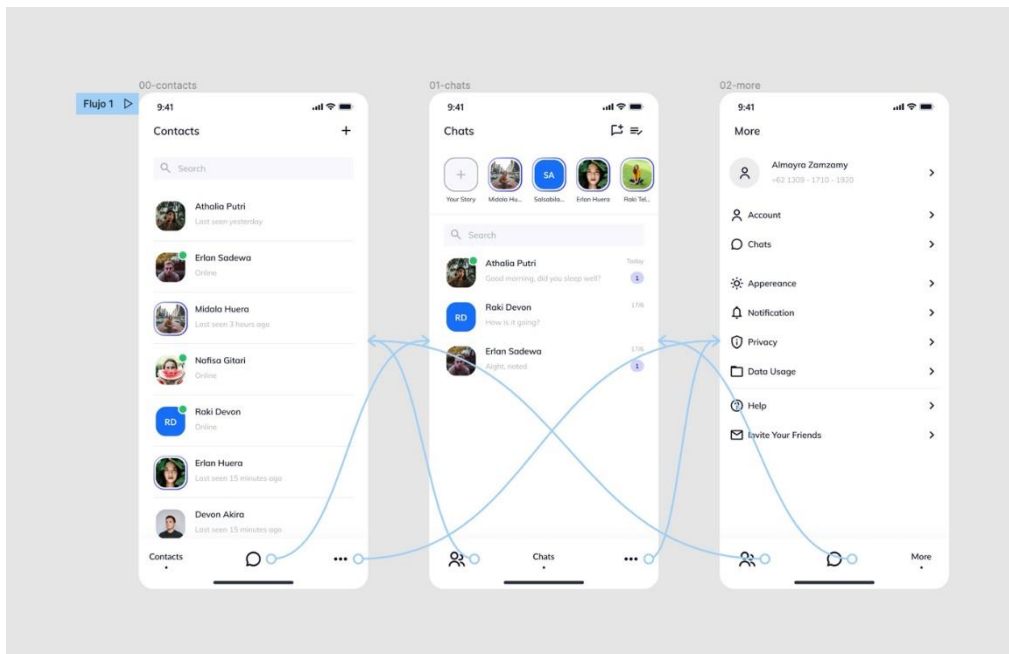 Flujo 1
00-contacts
9:41
Contacts
+
Search
Athalia Putri
Last seen yesterday
Erlan Sadewa
Online
Midala Huera
Last seen 3 hours ago
Nafisa Gitari
Online
RD
Raki Devon
Online
Erlan Huera
Last seen 15 minutes ago
Devon Akira
Last seen 15 minutes ago
Contacts
01-chats
9:41
Chats
+
SA
Your Story
Midala Hu...
Salsabila...
Erlan Huera
Raki Tel...
Search
Athalia Putri
Today
Good morning, did you sleep well?
1
RD
Raki Devon
17/6
How is it going?
Erlan Sadewa
17/6
Aight, noted
1
Chats
02-more
9:41
More
Almayra Zamzamy
+62 1309 - 1710 - 1920
Account
Chats
Appereance
Notification
Privacy
Data Usage
Help
Invite Your Friends
More